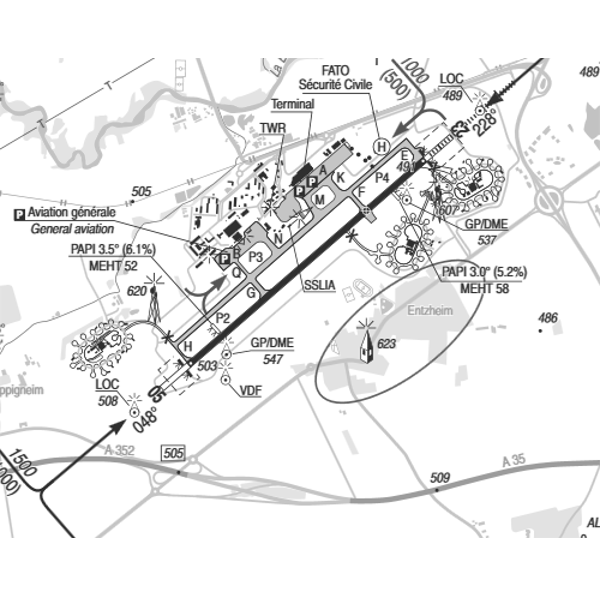 FATO
Sécurité Civile
1000
(500)
LOC
489
489
Terminal
TWR
H
23
228°
T
T
505
A
K
P4
E
491
M
F
607
P
P
P Aviation générale
General aviation
GP/DME
537
N
PAPI 3.5° (6.1%)
MEHT 52
B
P
P3
Q
PAPI 3.0° (5.2%)
MEHT 58
SSLIA
620
G
Entzheim
486
P2
623
H
GP/DME
547
503
LOC
508
VDF
05
048°
ppigneim
A 352
505
A 35
1500
000)
509
AL